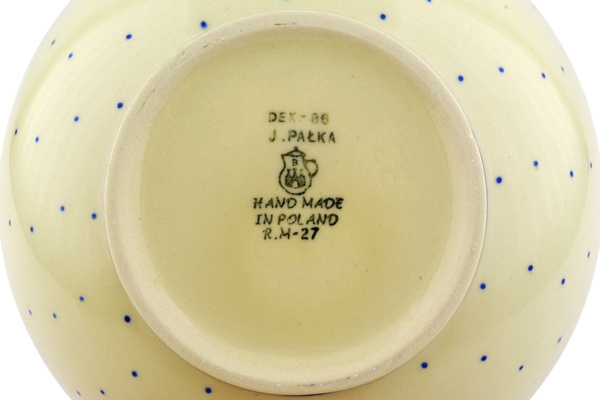 DEK-86
J.PAŁKA
B
HAND MADE
IN POLAND
R.M-27